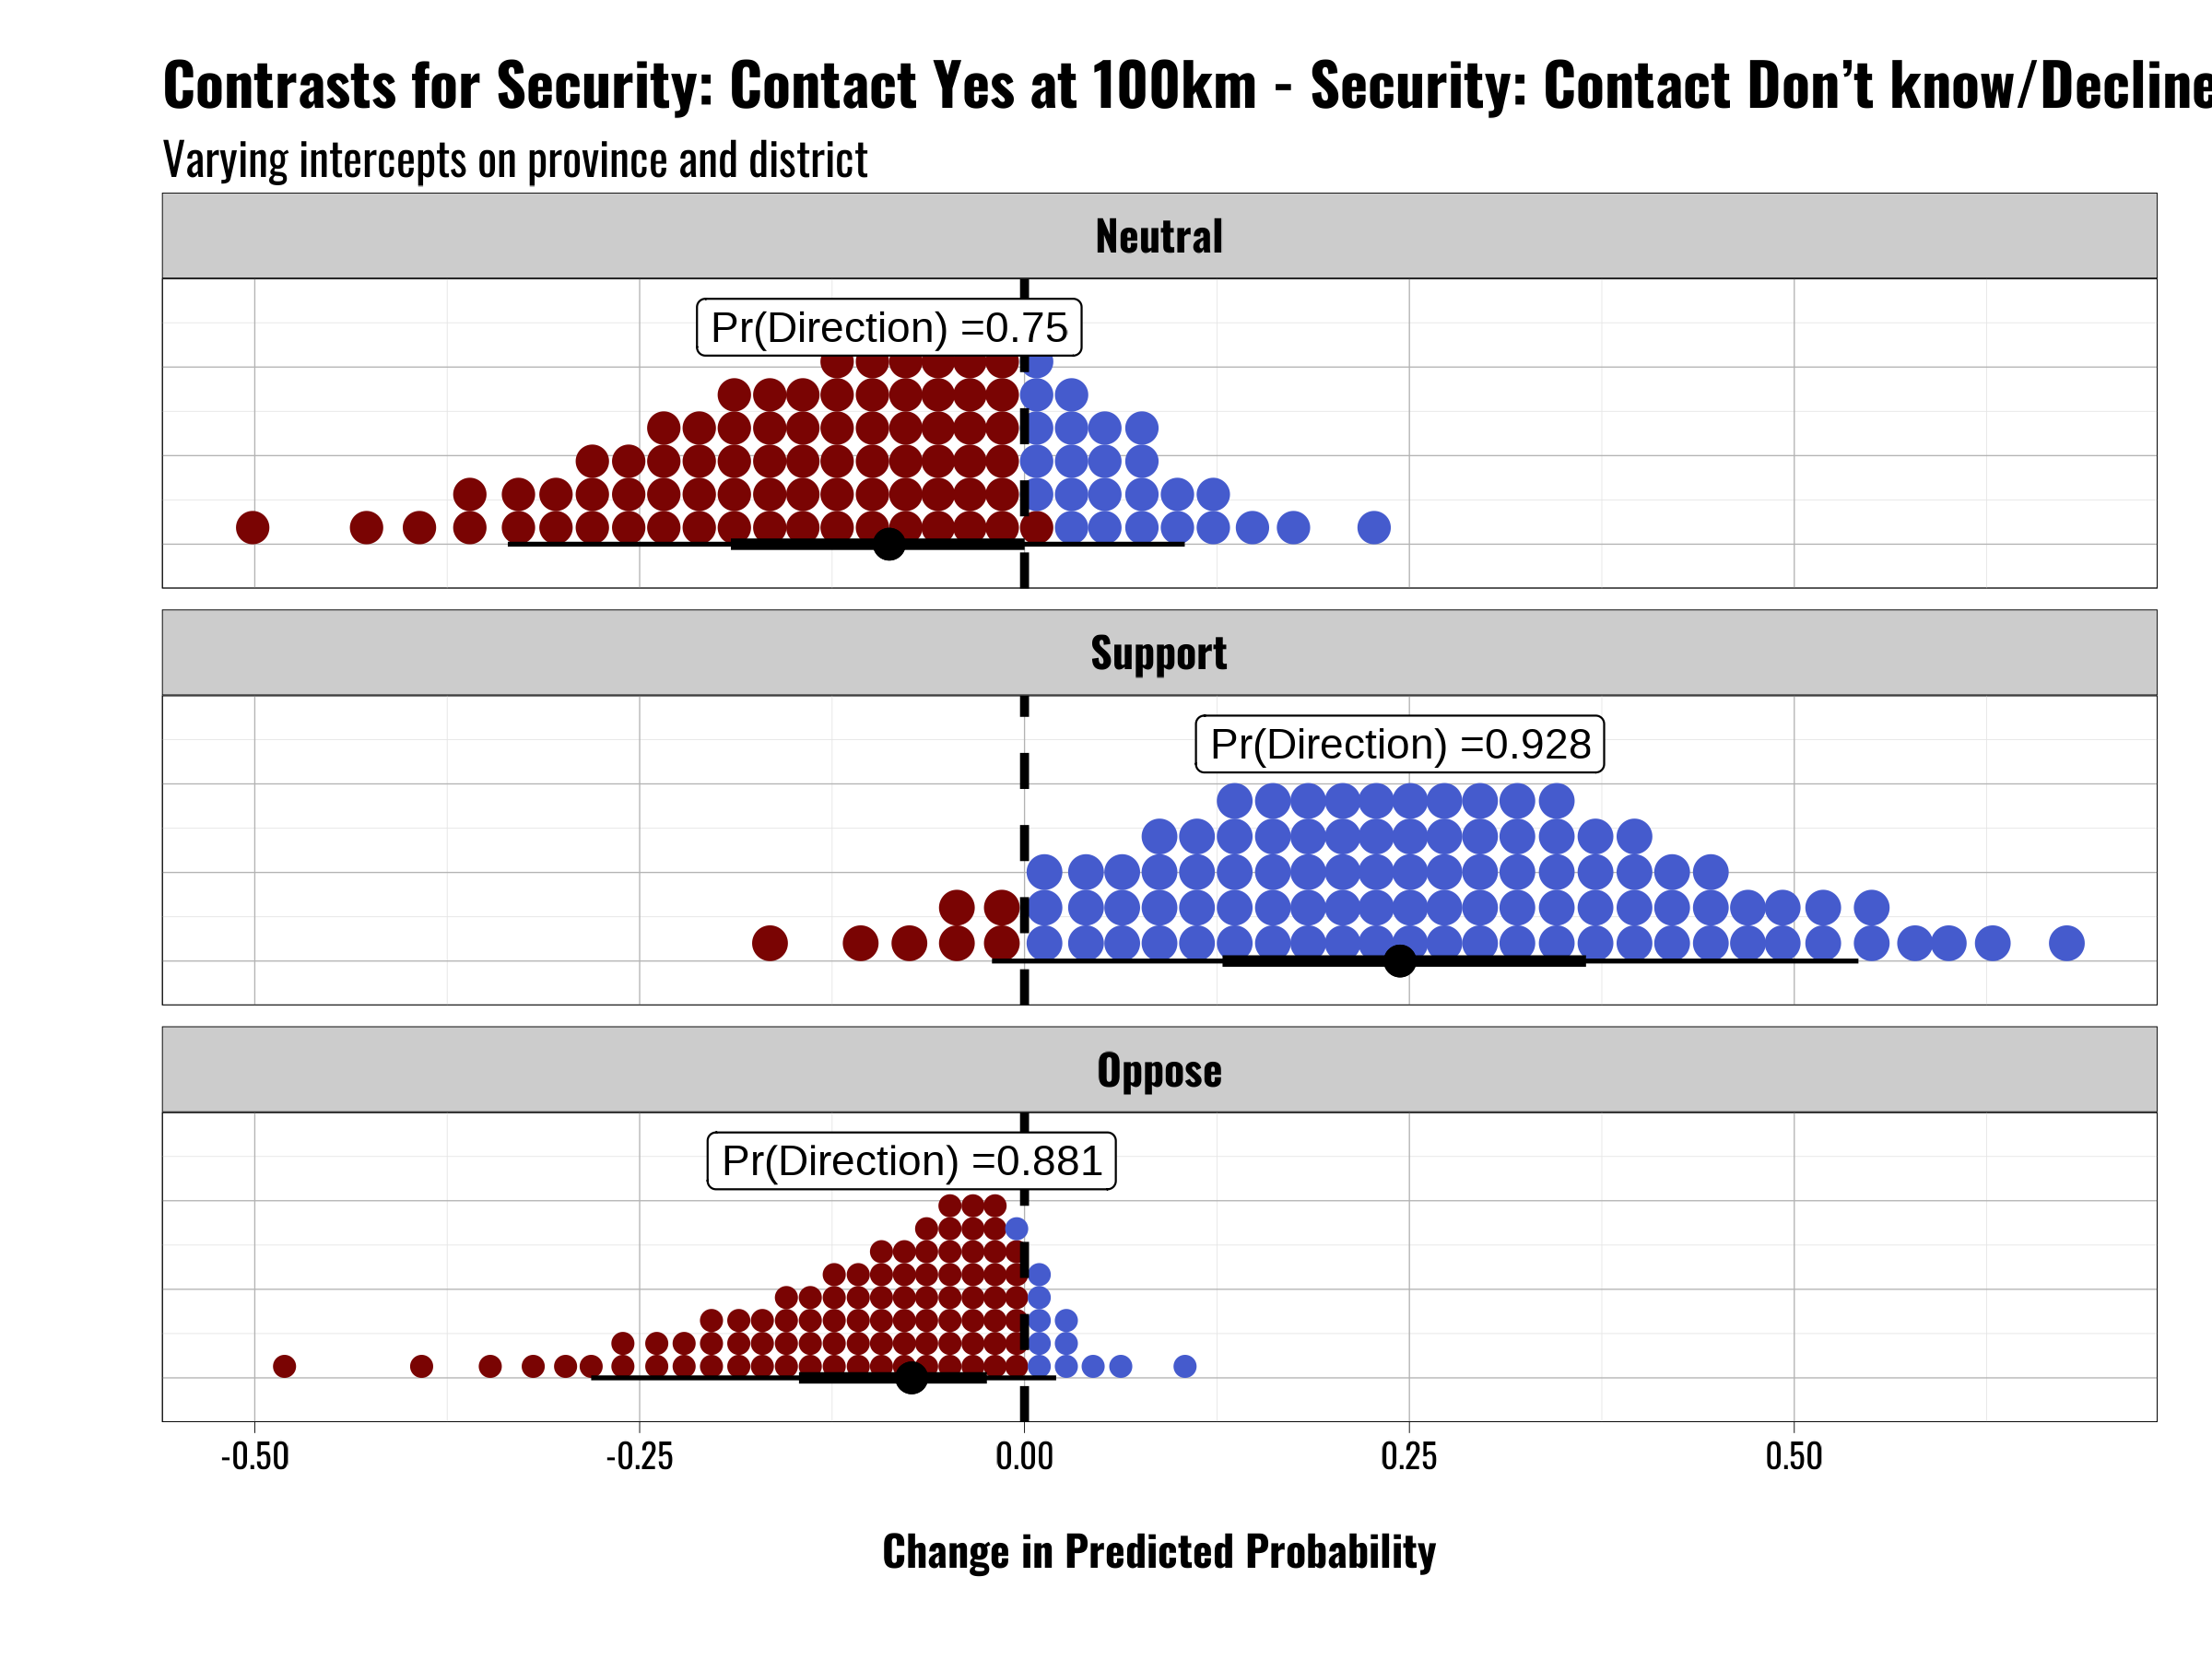 Contrasts for Security: Contact Yes at 100km - Security: Contact Don’t know/Decline
Varying intercepts on province and district
Neutral
Pr(Direction) =0.75
Support
Pr(Direction) =0.928
Oppose
Pr(Direction) =0.881
-0.50 -0.25 0.00 0.25 0.50
Change in Predicted Probability